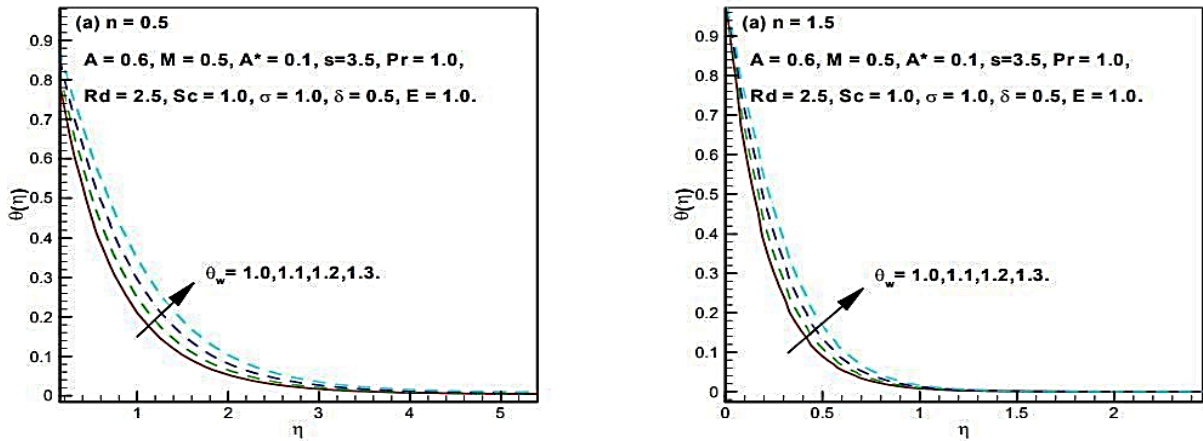 (a) n = 0.5
A = 0.6, M = 0.5, A* = 0.1, s=3.5, Pr = 1.0,
Rd = 2.5, Sc = 1.0, σ = 1.0, δ = 0.5, E = 1.0.
0.9
0.8
0.7
0.6
0.5
0.4
0.3
0.2
0.1
0
θ(η)
θw= 1.0,1.1,1.2,1.3.
1 2 3 4 5
η
(a) n = 1.5
A = 0.6, M = 0.5, A* = 0.1, s=3.5, Pr = 1.0,
Rd = 2.5, Sc = 1.0, σ = 1.0, δ = 0.5, E = 1.0.
0.9
0.8
0.7
0.6
0.5
0.4
0.3
0.2
0.1
0
θ(η)
θw= 1.0,1.1,1.2,1.3.
0 0.5 1 1.5 2
η